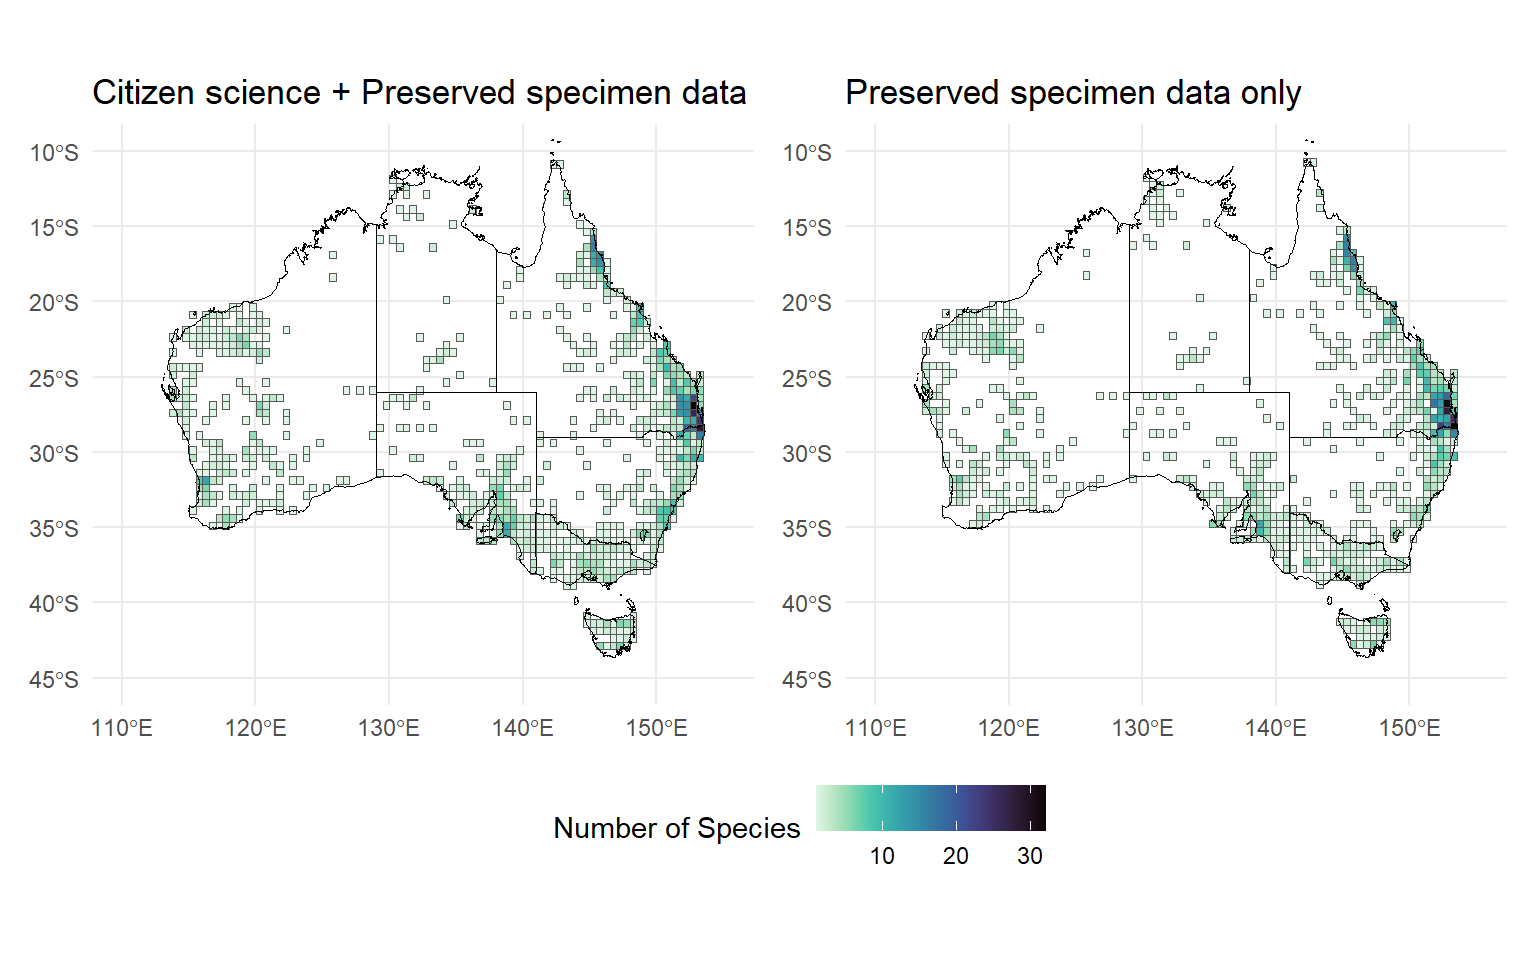 Citizen science + Preserved specimen data
Preserved specimen data only
10°S
15°S
20°S
25°S
30°S
35°S
40°S
45°S
110°E 120°E 130°E 140°E 150°E
10°S
15°S
20°S
25°S
30°S
35°S
40°S
45°S
110°E 120°E 130°E 140°E 150°E
Number of Species
10 20 30